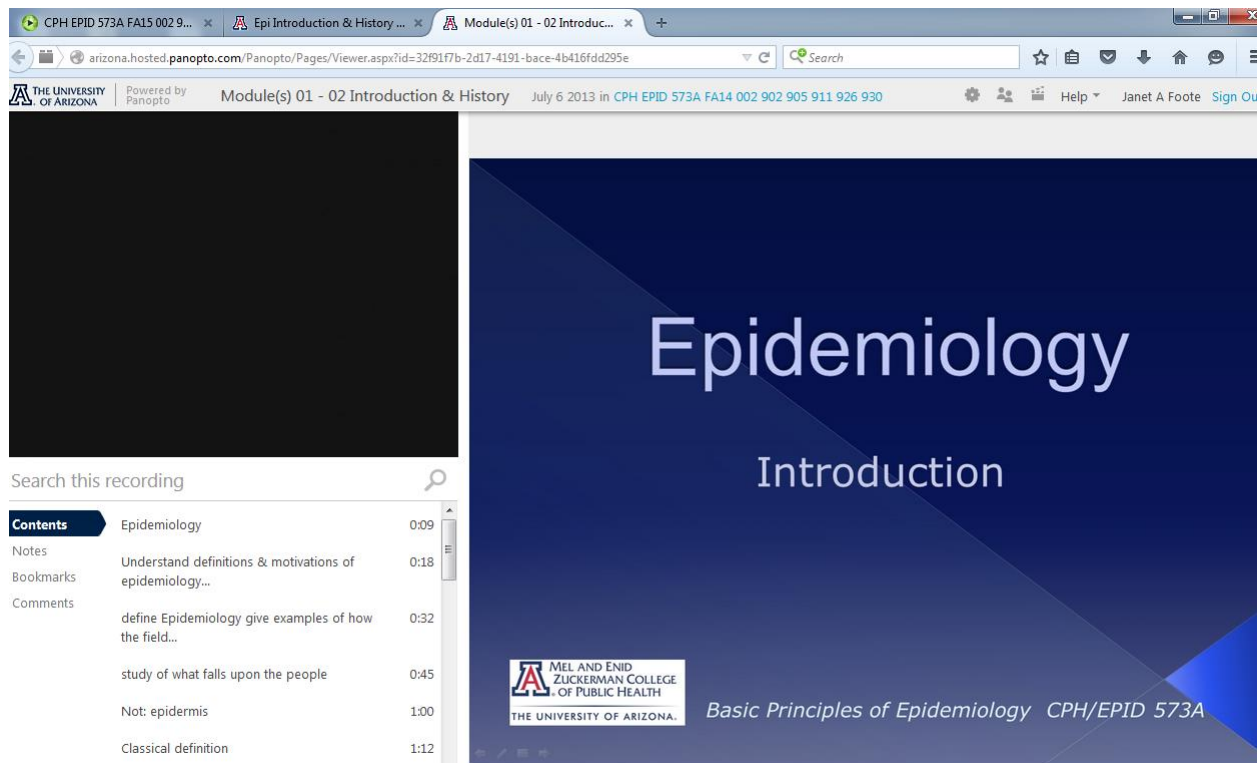 CPH EPID 573A FA15 002 9...
Epi Introduction & History ...
Module(s) 01 - 02 Introduc...
arizona.hosted.panopto.com/Panopto/Pages/Viewer.aspx?id=32f91f7b-2d17-4191-bace-4b416fdd295e
Search
THE UNIVERSITY
OF ARIZONA
Powered by
Panopto
Module(s) 01 - 02 Introduction & History
July 6 2013 in CPH EPID 573A FA14 002 902 905 911 926 930
Help
Janet A Foote
Sign Ou
Epidemiology
Introduction
MEL AND ENID
ZUCKERMAN COLLEGE
OF PUBLIC HEALTH
THE UNIVERSITY OF ARIZONA.
Basic Principles of Epidemiology CPH/EPID 573A
Search this recording
Contents
Notes
Bookmarks
Comments
Epidemiology 0:09
Understand definitions & motivations of 0:18
epidemiology...
define Epidemiology give examples of how 0:32
the field...
study of what falls upon the people 0:45
Not: epidermis 1:00
Classical definition 1:12